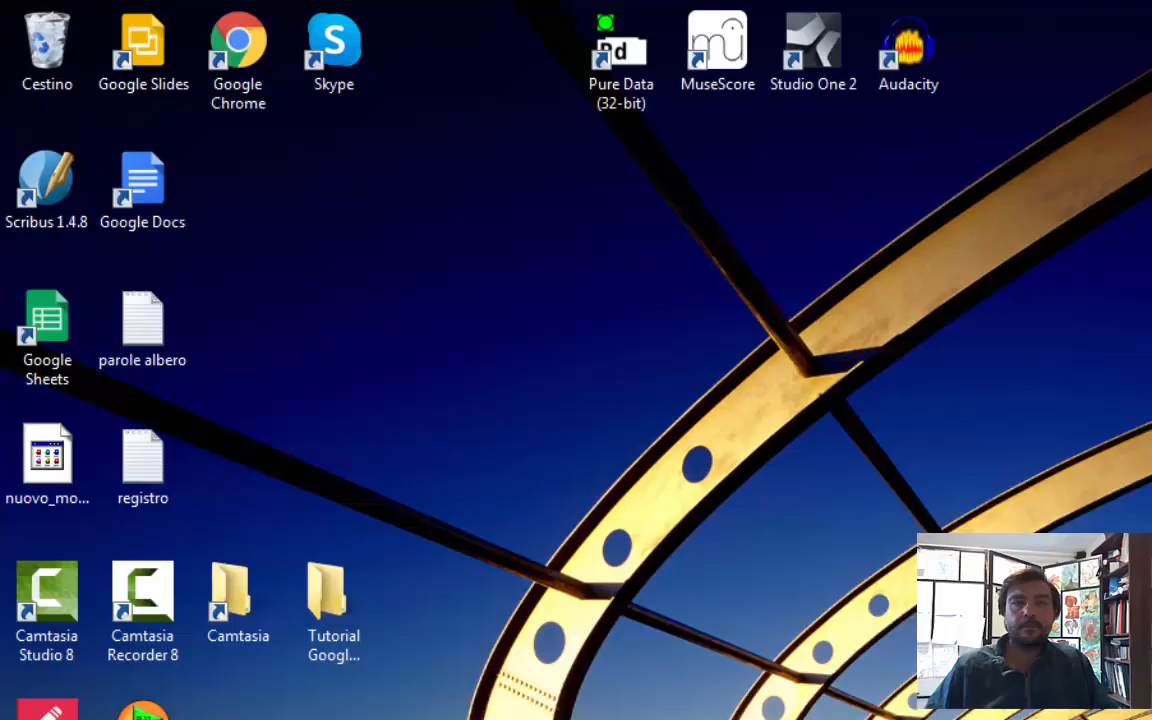 Cestino
Google Slides
Google
Chrome
Skype
Pd
Pure Data
(32-bit)
MuseScore
Studio One 2
Audacity
Scribus 1.4.8
Google Docs
Google
Sheets
parole albero
nuovo_mo...
registro
Camtasia
Studio 8
Camtasia
Recorder 8
Camtasia
Tutorial
Googl...